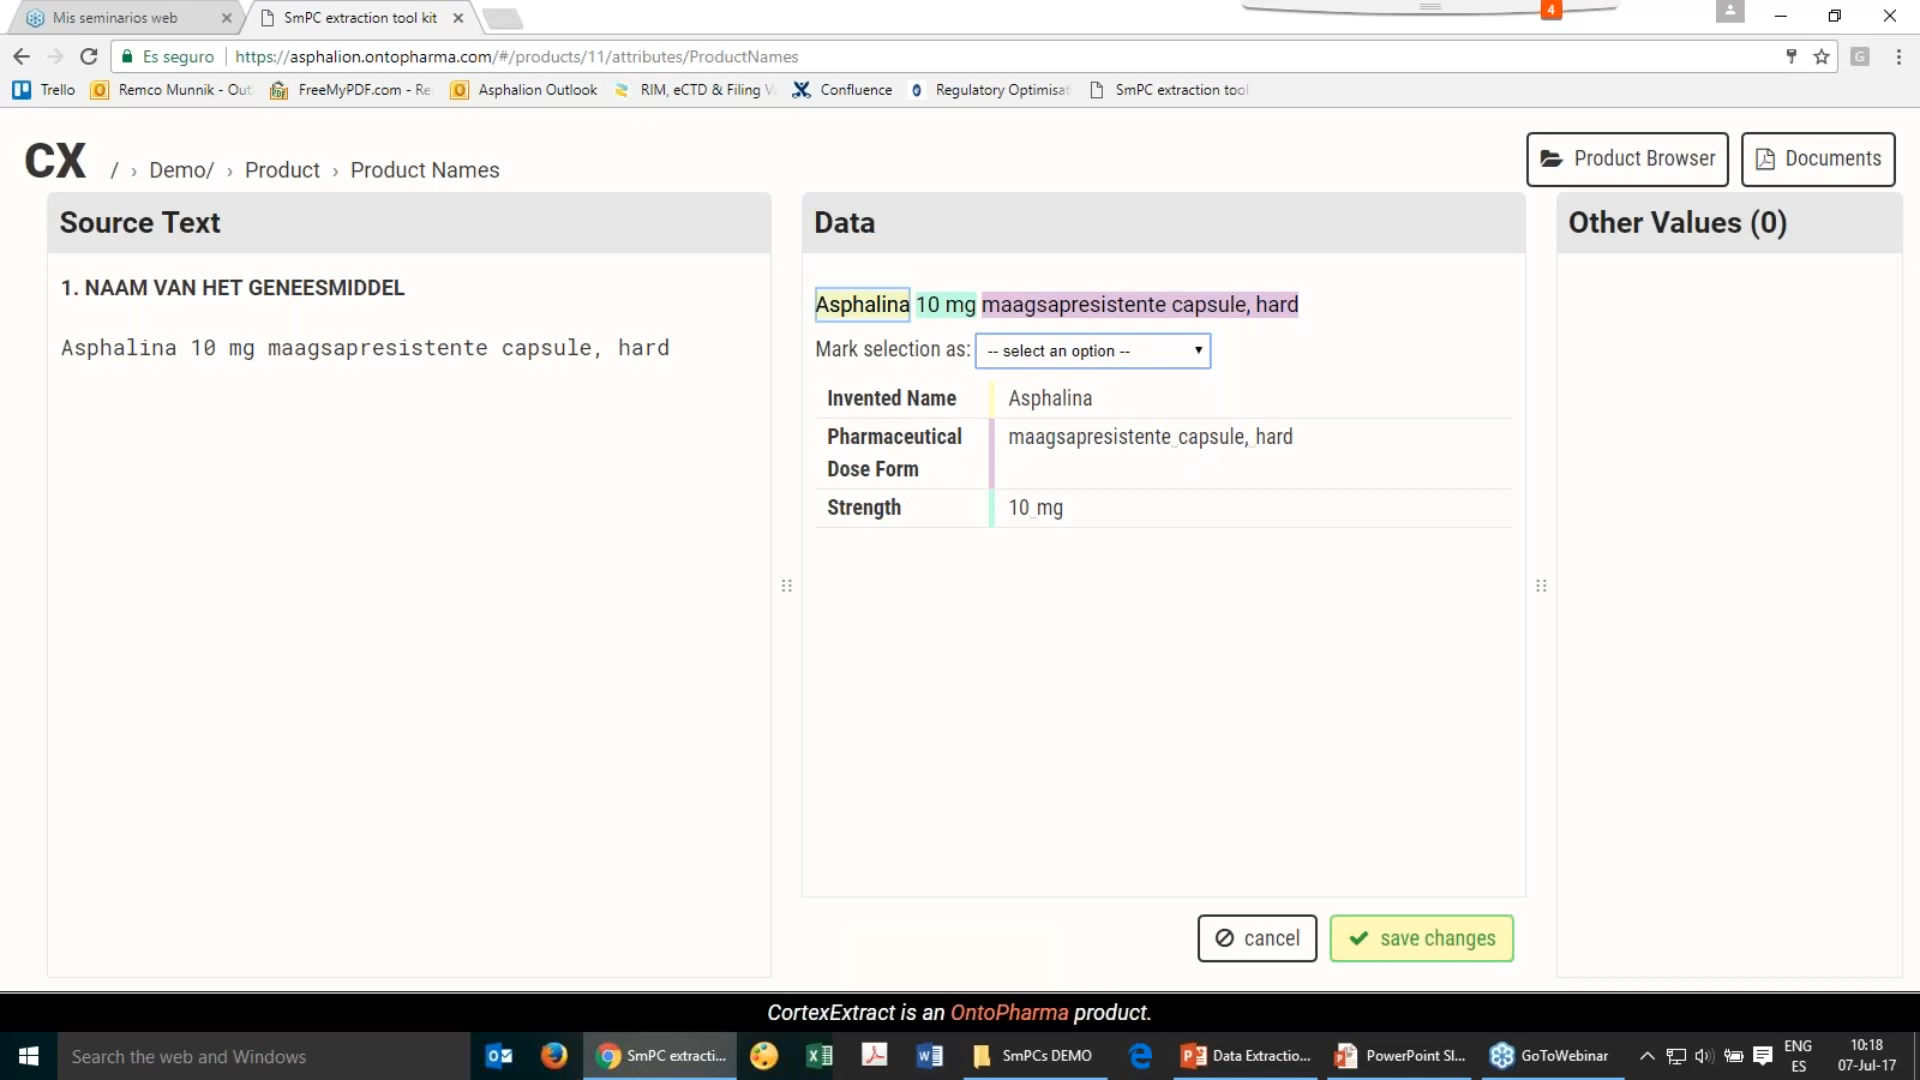 Mis seminarios web
SmPC extraction tool kit
4
Es seguro
https://asphalion.ontopharma.com/#/products/11/attributes/ProductNames
G
Trello
Remco Munnik - Out
FreeMyPDF.com - Re
Asphalion Outlook
RIM, eCTD & Filing V
Confluence
Regulatory Optimisat
SmPC extraction tool
CX / › Demo/ › Product › Product Names
Product Browser
Documents
Source Text
1. NAAM VAN HET GENEESMIDDEL
Asphalina 10 mg maagsapresistente capsule, hard
Data
Asphalina 10 mg maagsapresistente capsule, hard
Mark selection as: -- select an option --
Invented Name Asphalina
Pharmaceutical Dose Form maagsapresistente_capsule,_hard
Strength 10_mg
cancel
save changes
Other Values (0)
CortexExtract is an OntoPharma product.
Search the web and Windows
SmPC extracti...
SmPCs DEMO
Data Extractio...
PowerPoint Sl...
GoToWebinar
ENG
ES
10:18
07-Jul-17